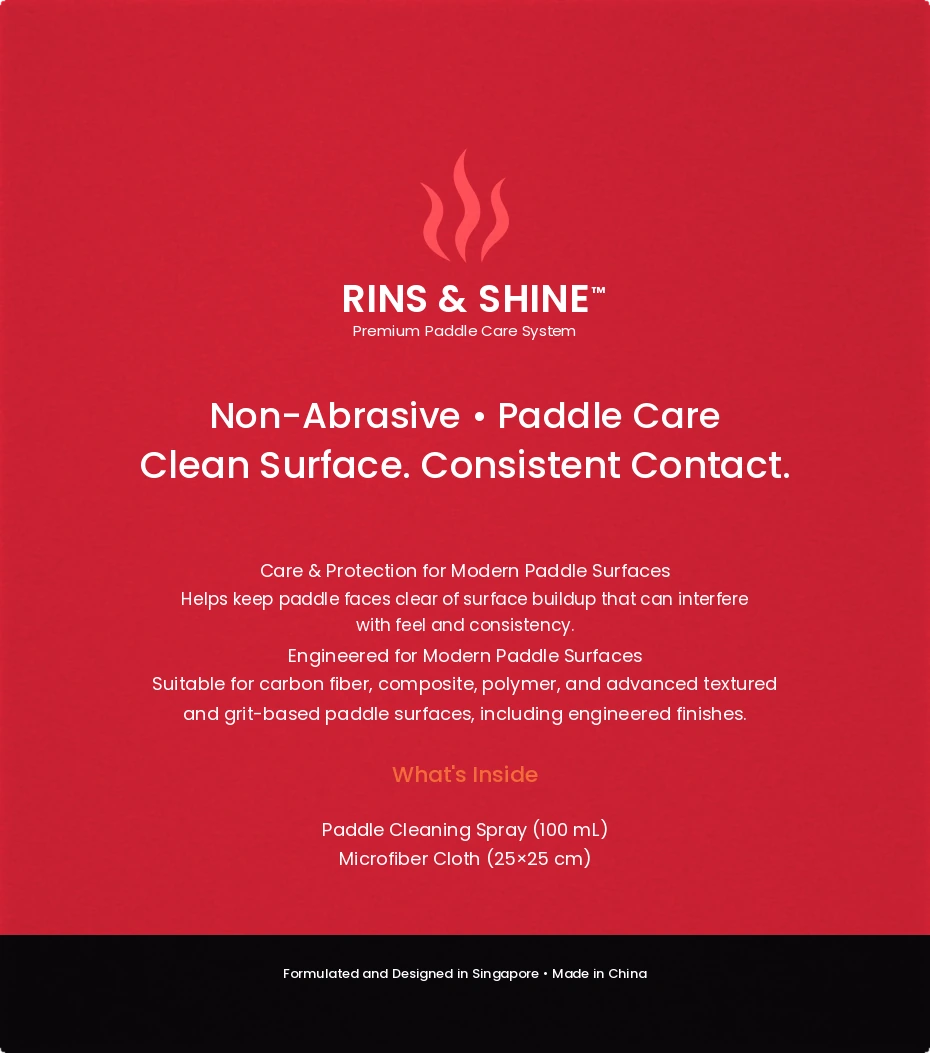 RINS & SHINE™
Premium Paddle Care System
Non-Abrasive • Paddle Care
Clean Surface. Consistent Contact.
Care & Protection for Modern Paddle Surfaces
Helps keep paddle faces clear of surface buildup that can interfere
with feel and consistency.
Engineered for Modern Paddle Surfaces
Suitable for carbon fiber, composite, polymer, and advanced textured
and grit-based paddle surfaces, including engineered finishes.
What's Inside
Paddle Cleaning Spray (100 mL)
Microfiber Cloth (25×25 cm)
Formulated and Designed in Singapore • Made in China